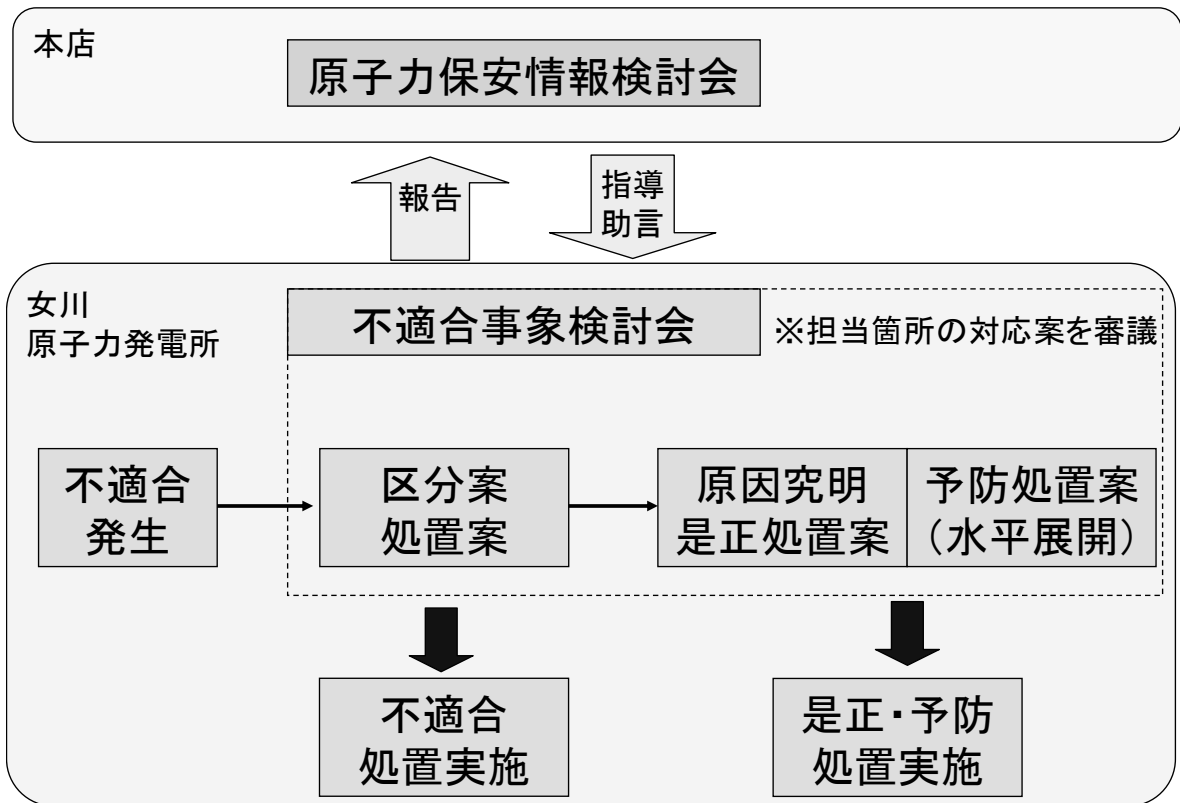 本店
原子力保安情報検討会
報告
指導
助言
女川
原子力発電所
不適合事象検討会
※担当箇所の対応案を審議
不適合
発生
区分案
処置案
原因究明
是正処置案
予防処置案
(水平展開)
不適合
処置実施
是正・予防
処置実施